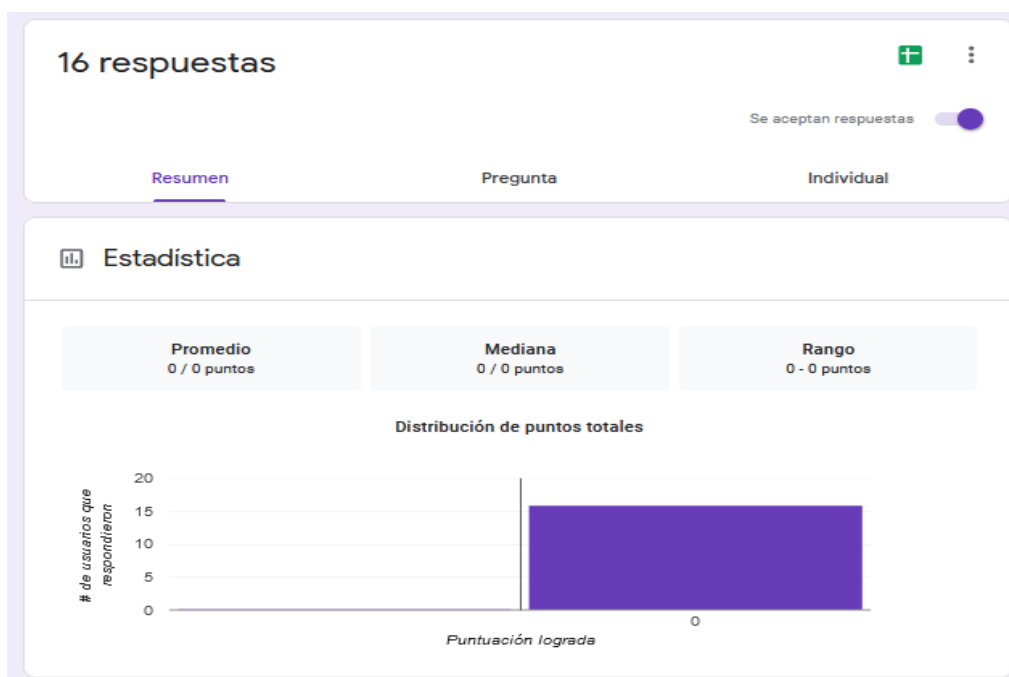 16 respuestas
Se aceptan respuestas
Resumen
Pregunta
Individual
Estadística
Promedio
0 / 0 puntos
Mediana
0 / 0 puntos
Rango
0 - 0 puntos
Distribución de puntos totales
# de usuarios que
respondieron
20
15
10
5
0
0
Puntuación lograda